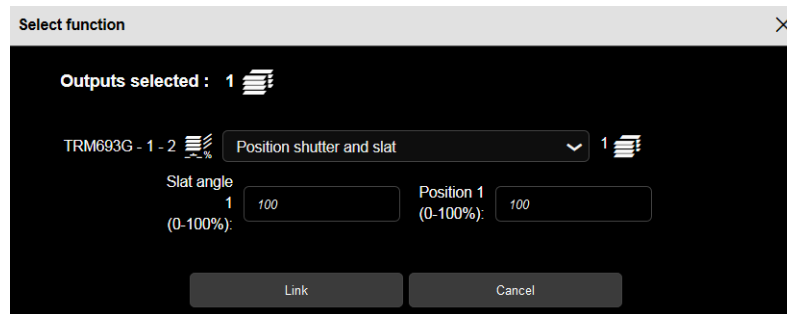 Select function
Outputs selected : 1
TRM693G - 1 - 2 % Position shutter and slat 1
Slat angle
1
(0-100%):
100
Position 1
(0-100%):
100
Link Cancel